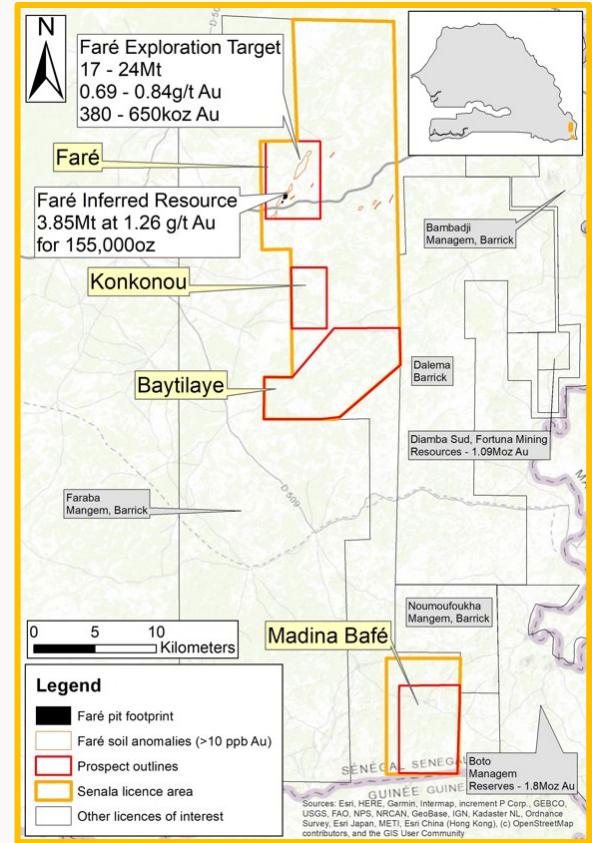 N
D 50
Faré Exploration Target
17 - 24Mt
0.69 - 0.84g/t Au
380 - 650koz Au
Faré
Faré Inferred Resource
3.85Mt at 1.26 g/t Au
for 155,000oz
Bambadji
Managem, Barrick
Konkonou
Baytilaye
Dalema
Barrick
Diamba Sud, Fortuna Mining
Resources - 1.09Moz Au
MA
D 509
Faraba
Mangem, Barrick
Noumoufoukha
Mangem, Barrick
0 5 10
Kilometers
Madina Bafé
Legend
Faré pit footprint
Faré soil anomalies (>10 ppb Au)
Prospect outlines
Senala licence area
Other licences of interest
Boto
Managem
Reserves - 1.8Moz Au
SÉNÉGAL SENEGAL
GUINÉE GUINE
Sources: Esri, HERE, Garmin, Intermap, increment P Corp., GEBCO,
USGS, FAO, NPS, NRCAN, GeoBase, IGN, Kadaster NL, Ordnance
Survey, Esri Japan, METI, Esri China (Hong Kong), (c) OpenStreetMap
contributors, and the GIS User Community